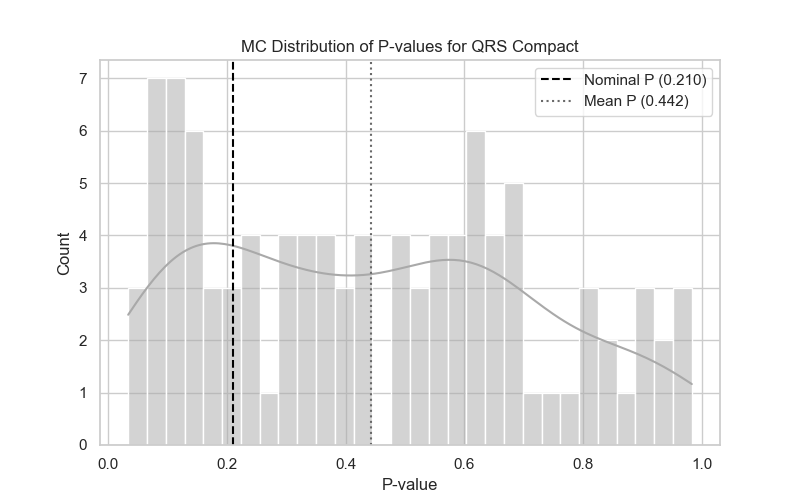 MC Distribution of P-values for QRS Compact
Nominal P (0.210)
Mean P (0.442)
Count
7
6
5
4
3
2
1
0
0.0 0.2 0.4 0.6 0.8 1.0
P-value